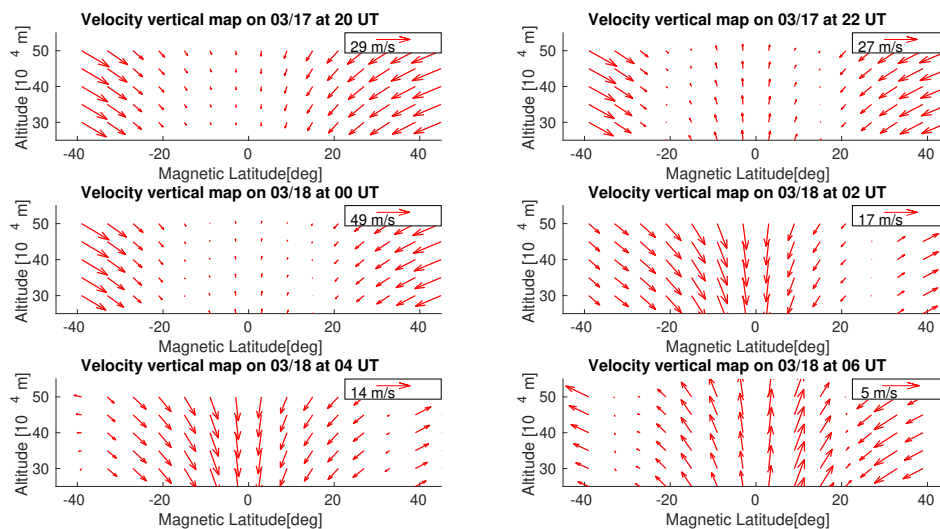 Velocity vertical map on 03/17 at 20 UT
29 m/s
50
40
30
Altitude [10 4 m]
-40 -20 0 20 40
Magnetic Latitude[deg]
Velocity vertical map on 03/17 at 22 UT
27 m/s
50
40
30
Altitude [10 4 m]
-40 -20 0 20 40
Magnetic Latitude[deg]
Velocity vertical map on 03/18 at 00 UT
49 m/s
50
40
30
Altitude [10 4 m]
-40 -20 0 20 40
Magnetic Latitude[deg]
Velocity vertical map on 03/18 at 02 UT
17 m/s
50
40
30
Altitude [10 4 m]
-40 -20 0 20 40
Magnetic Latitude[deg]
Velocity vertical map on 03/18 at 04 UT
14 m/s
50
40
30
Altitude [10 4 m]
-40 -20 0 20 40
Magnetic Latitude[deg]
Velocity vertical map on 03/18 at 06 UT
5 m/s
50
40
30
Altitude [10 4 m]
-40 -20 0 20 40
Magnetic Latitude[deg]